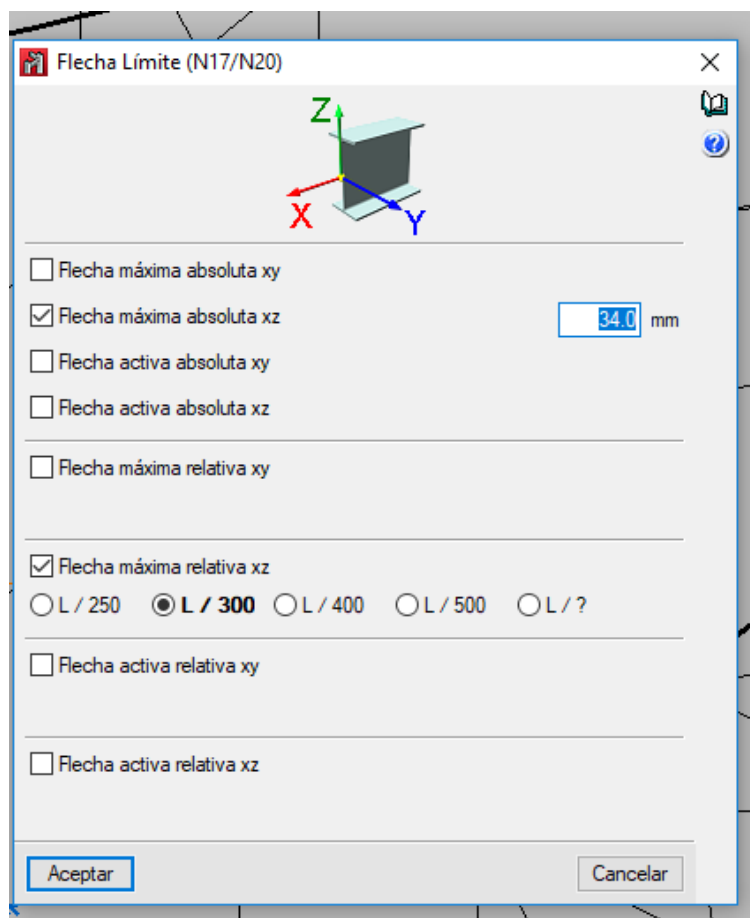 Flecha Límite (N17/N20)
Z
X
Y
Flecha máxima absoluta xy
Flecha máxima absoluta xz 34.0 mm
Flecha activa absoluta xy
Flecha activa absoluta xz
Flecha máxima relativa xy
Flecha máxima relativa xz
L / 250 L / 300 L / 400 L / 500 L / ?
Flecha activa relativa xy
Flecha activa relativa xz
Aceptar Cancelar